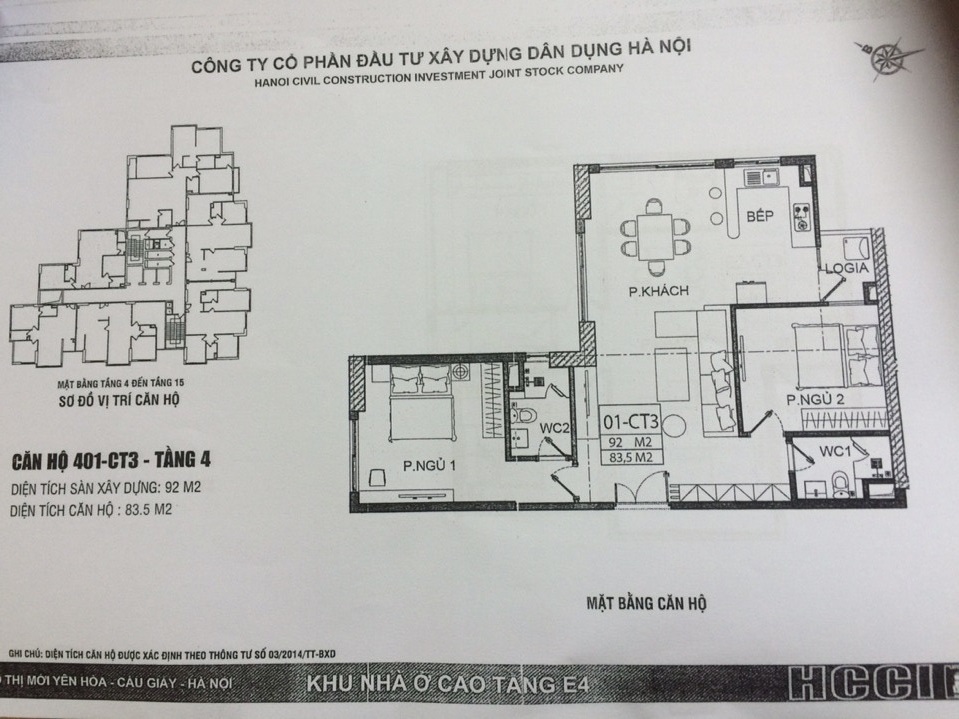 CÔNG TY CỔ PHẦN ĐẦU TƯ XÂY DỰNG DÂN DỤNG HÀ NỘI
HANOI CIVIL CONSTRUCTION INVESTMENT JOINT STOCK COMPANY
B
BẾP
LOGIA
P.KHÁCH
MẶT BẰNG TẦNG 4 ĐẾN TẦNG 15
SƠ ĐỒ VỊ TRÍ CĂN HỘ
P.NGỦ 2
01-CT3
92 M2
83,5 M2
WC2
WC1
P.NGỦ 1
CĂN HỘ 401-CT3 - TẦNG 4
DIỆN TÍCH SÀN XÂY DỰNG: 92 M2
DIỆN TÍCH CĂN HỘ : 83.5 M2
MẶT BẰNG CĂN HỘ
GHI CHÚ: DIỆN TÍCH CĂN HỘ ĐƯỢC XÁC ĐỊNH THEO THÔNG TƯ SỐ 03/2014/TT-BXD
THỊ MỚI YÊN HÒA - CẦU GIẤY - HÀ NỘI
KHU NHÀ Ở CAO TẦNG E4
HCCI